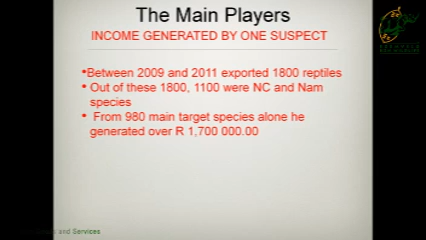 The Main Players
INCOME GENERATED BY ONE SUSPECT
•Between 2009 and 2011 exported 1800 reptiles
• Out of these 1800, 1100 were NC and Nam
species
• From 980 main target species alone he
generated over R 1,700 000.00
and Services